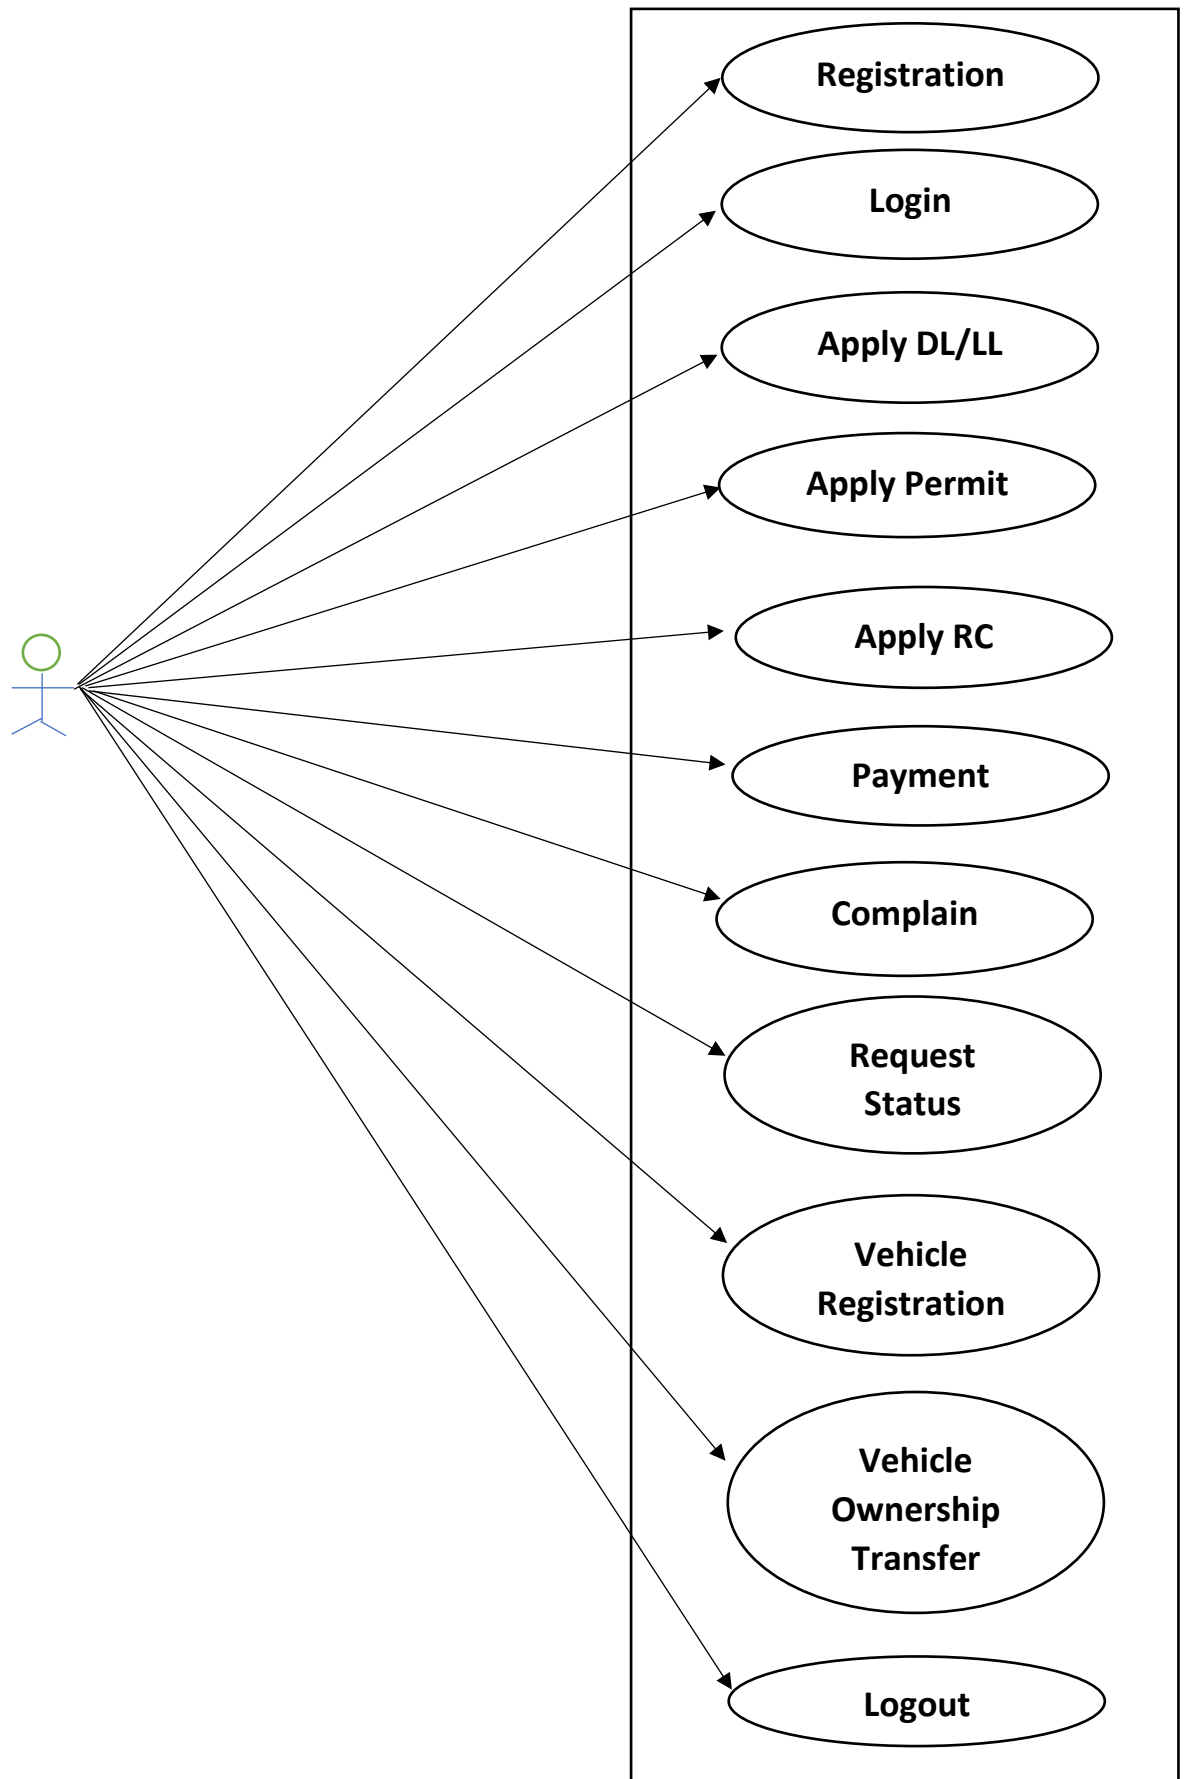 Registration
Login
Apply DL/LL
Apply Permit
Apply RC
Payment
Complain
Request
Status
Vehicle
Registration
Vehicle
Ownership
Transfer
Logout